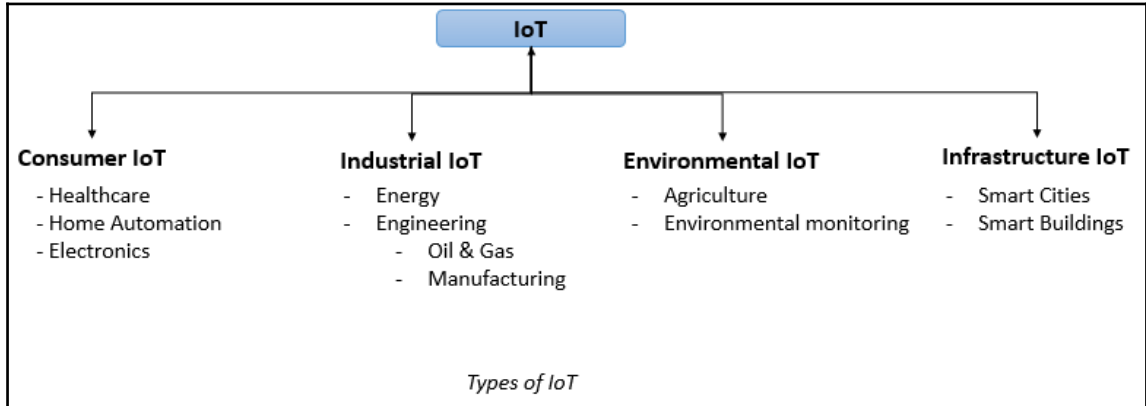 IoT
Consumer IoT
- Healthcare
- Home Automation
- Electronics
Industrial IoT
- Energy
- Engineering
- Oil & Gas
- Manufacturing
Environmental IoT
- Agriculture
- Environmental monitoring
Infrastructure IoT
- Smart Cities
- Smart Buildings
Types of IoT